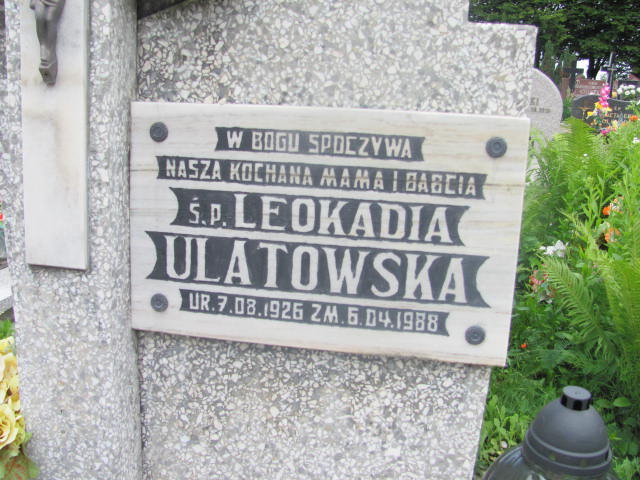 W BOGU SPOCZYWA
NASZA KOCHANA MAMA I BABCIA
Ś.P. LEOKADIA
ULATOWSKA
UR. 7.08.1926 ZM. 6.04.1988